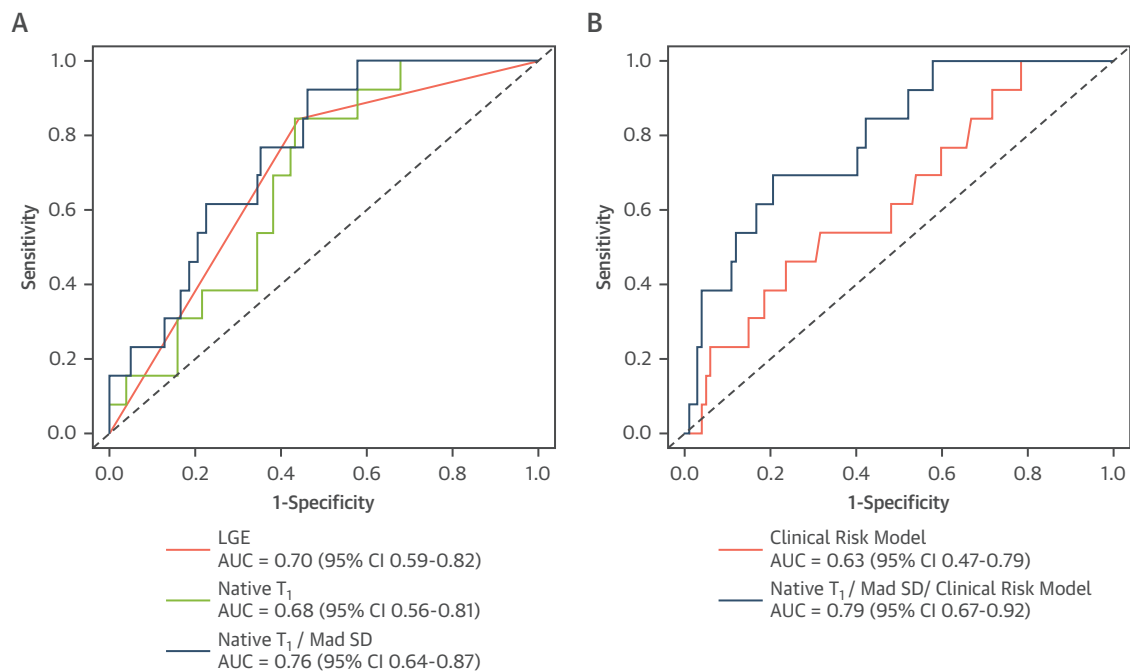 A
1.0
0.8
0.6
0.4
0.2
0.0
Sensitivity
0.0 0.2 0.4 0.6 0.8 1.0
1-Specificity
LGE
AUC = 0.70 (95% CI 0.59-0.82)
Native T₁
AUC = 0.68 (95% CI 0.56-0.81)
Native T₁ / Mad SD
AUC = 0.76 (95% CI 0.64-0.87)
B
1.0
0.8
0.6
0.4
0.2
0.0
Sensitivity
0.0 0.2 0.4 0.6 0.8 1.0
1-Specificity
Clinical Risk Model
AUC = 0.63 (95% CI 0.47-0.79)
Native T₁ / Mad SD/ Clinical Risk Model
AUC = 0.79 (95% CI 0.67-0.92)